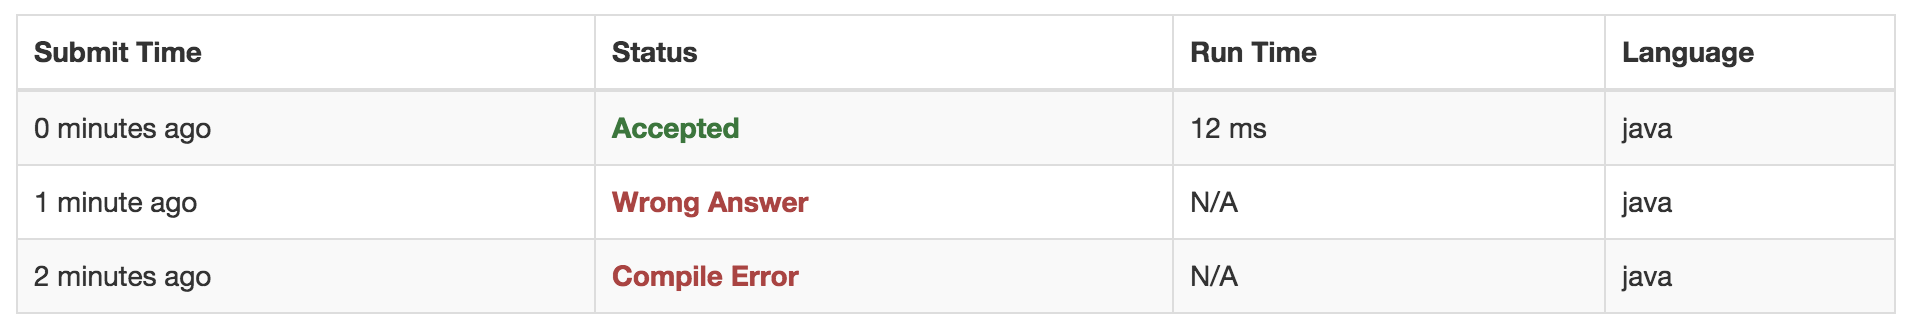 Submit Time Status Run Time Language
0 minutes ago Accepted 12 ms java
1 minute ago Wrong Answer N/A java
2 minutes ago Compile Error N/A java